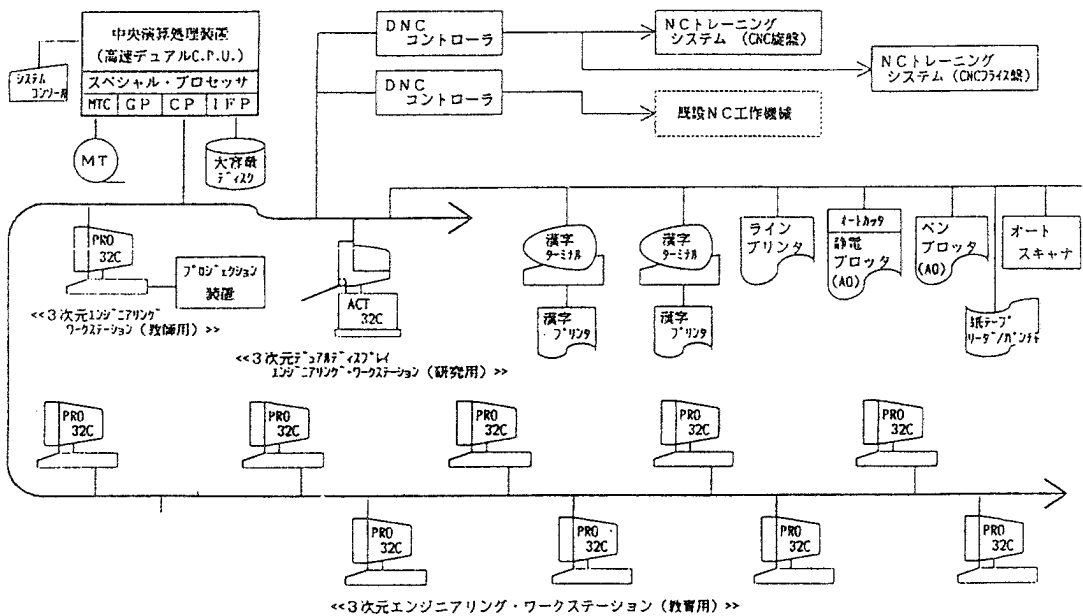 中央演算処理装置
(高速デュアルC.P.U.)
スペシャル・プロセッサ
MTC GP CP IFP
システム
コンソール
MT
大容量
ディスク
DNC
コントローラ
DNC
コントローラ
NCトレーニング
システム (CNC旋盤)
NCトレーニング
システム (CNCフライス盤)
既設NC工作機械
PRO
32C
プロジェクション
装置
<<3次元エンジニアリング
ワークステーション (教師用) >>
ACT
32C
<<3次元デュアルディスプレイ
エンジニアリング・ワークステーション (研究用) >>
漢字
ターミナル
漢字
プリンタ
漢字
ターミナル
漢字
プリンタ
ライン
プリンタ
オートカッタ
静電
プロッタ
(A0)
ペン
プロッタ
(A0)
オート
スキャナ
紙テープ
リーダ/パンチャ
PRO
32C
PRO
32C
PRO
32C
PRO
32C
PRO
32C
PRO
32C
PRO
32C
PRO
32C
PRO
32C
<<3次元エンジニアリング・ワークステーション (教育用) >>